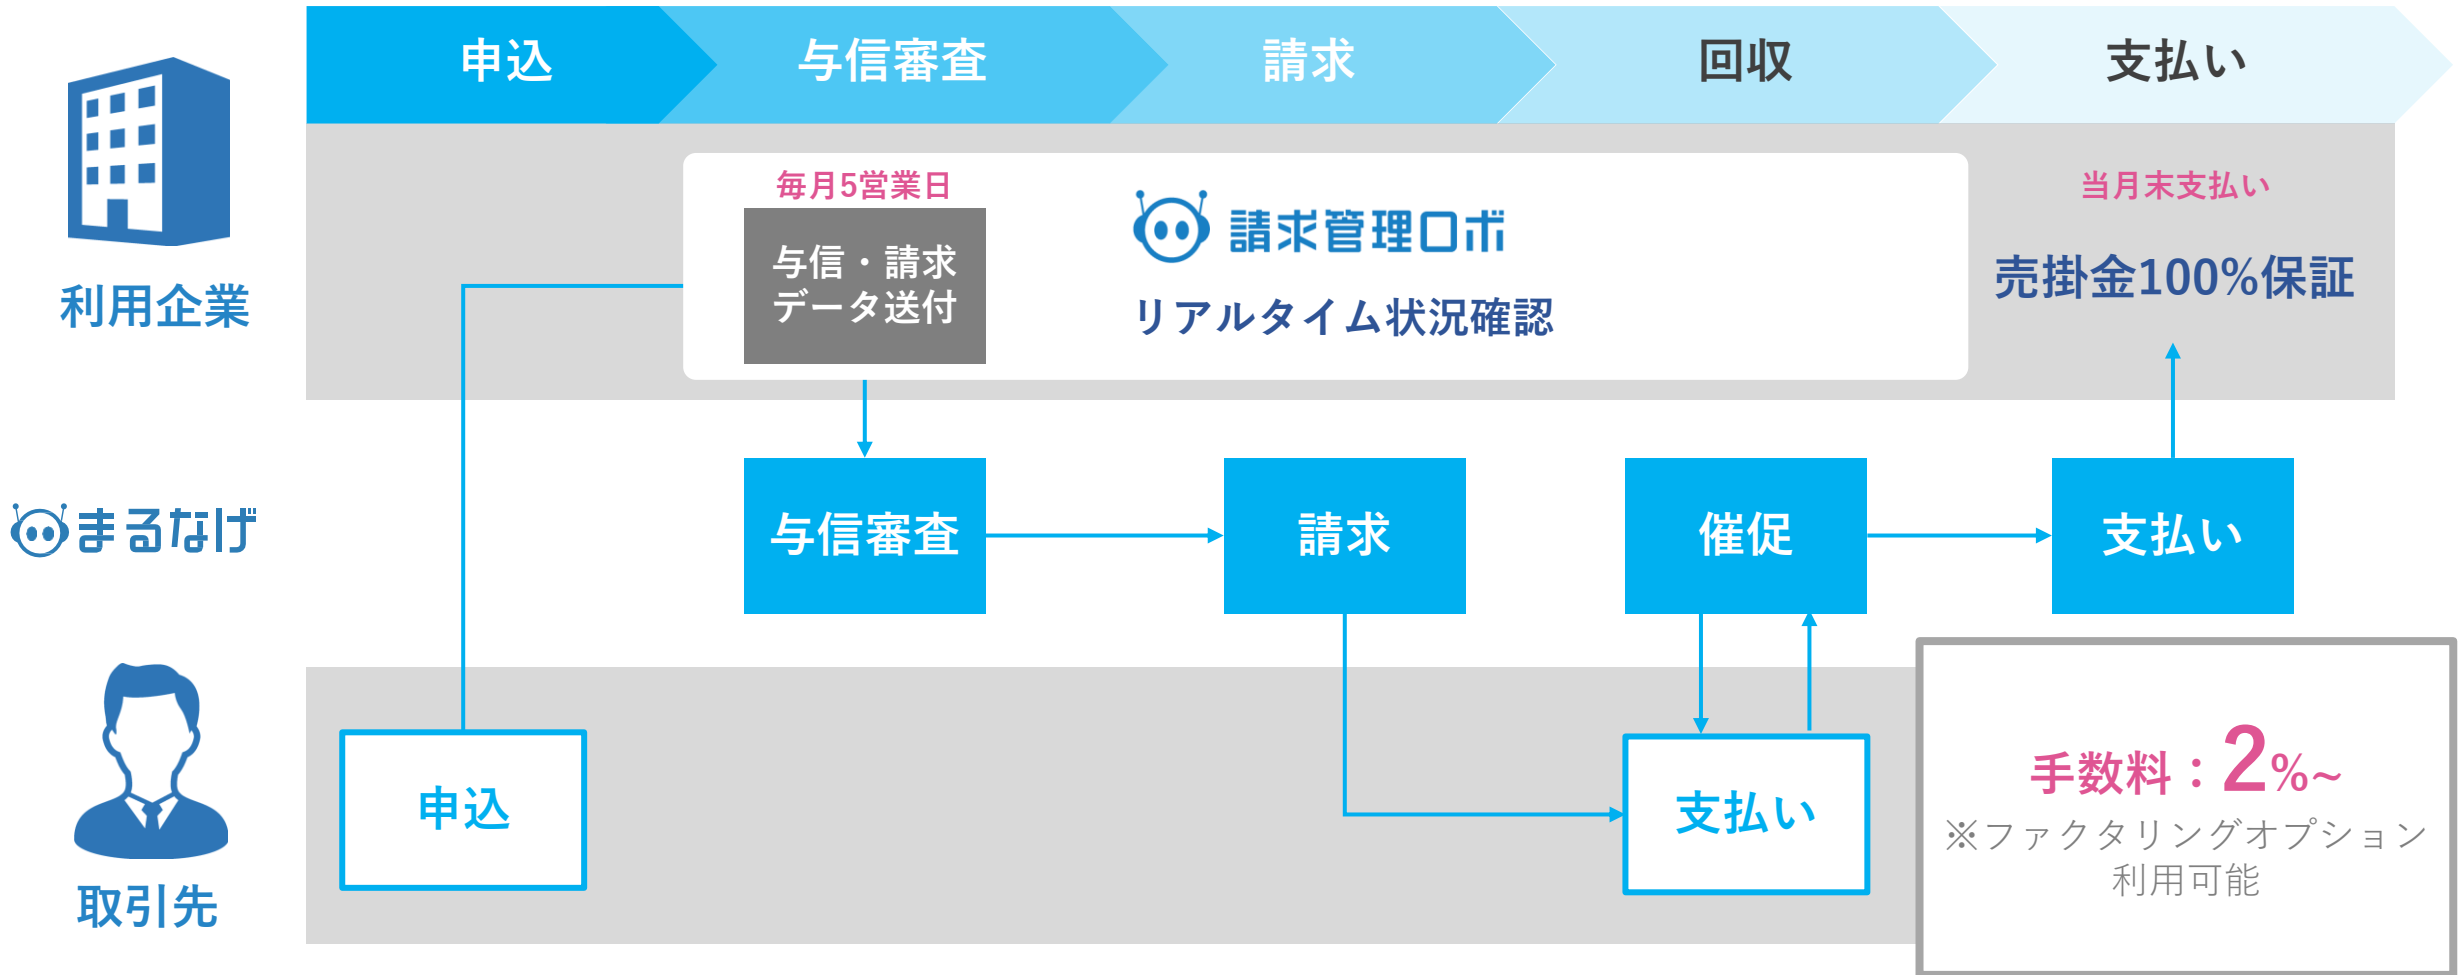 申込
与信審査
請求
回収
支払い
利用企業
毎月5営業日
与信・請求
データ送付
請求管理ロボ
リアルタイム状況確認
当月末支払い
売掛金100%保証
まるなげ
与信審査
請求
催促
支払い
取引先
申込
支払い
手数料：2%~
※ファクタリングオプション
利用可能